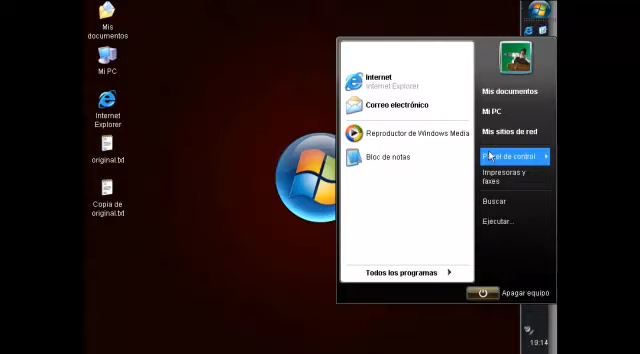 Mis
documentos
Mi PC
Internet
Explorer
original.txt
Copia de
original.txt
Internet
Internet Explorer
Correo electrónico
Reproductor de Windows Media
Bloc de notas
Todos los programas
Mis documentos
Mi PC
Mis sitios de red
Panel de control
Impresoras y
faxes
Buscar
Ejecutar...
Apagar equipo
19:14